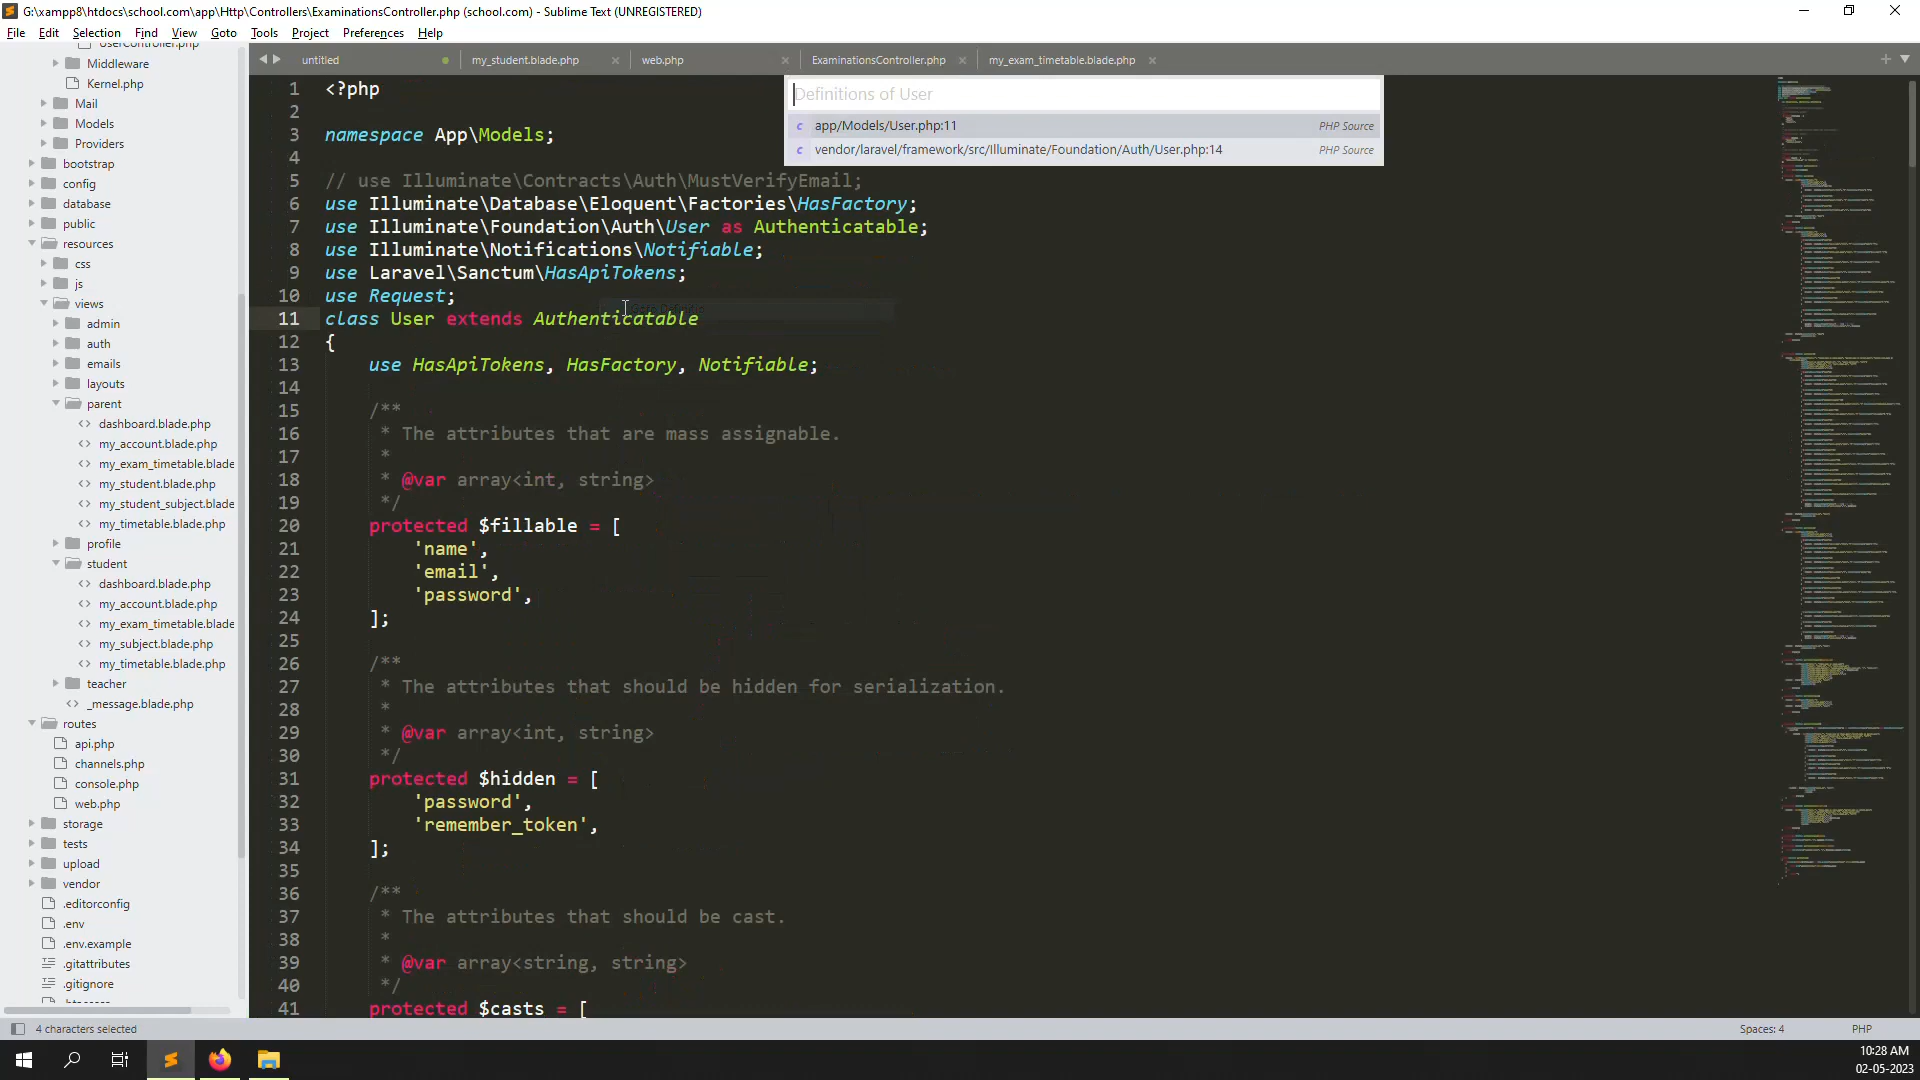 G:\xampp8\htdocs\school.com\app\Http\Controllers\ExaminationsController.php (school.com) - Sublime Text (UNREGISTERED)
File Edit Selection Find View Goto Tools Project Preferences Help
UserController.php
Middleware
Kernel.php
Mail
Models
Providers
bootstrap
config
database
public
resources
css
js
views
admin
auth
emails
layouts
parent
dashboard.blade.php
my_account.blade.php
my_exam_timetable.blade
my_student.blade.php
my_student_subject.blade
my_timetable.blade.php
profile
student
dashboard.blade.php
my_account.blade.php
my_exam_timetable.blade
my_subject.blade.php
my_timetable.blade.php
teacher
_message.blade.php
routes
api.php
channels.php
console.php
web.php
storage
tests
upload
vendor
.editorconfig
.env
.env.example
.gitattributes
.gitignore
untitled my_student.blade.php web.php ExaminationsController.php my_exam_timetable.blade.php
Definitions of User
c app/Models/User.php:11 PHP Source
c vendor/laravel/framework/src/Illuminate/Foundation/Auth/User.php:14 PHP Source
1 <?php
2
3 namespace App\Models;
4
5 // use Illuminate\Contracts\Auth\MustVerifyEmail;
6 use Illuminate\Database\Eloquent\Factories\HasFactory;
7 use Illuminate\Foundation\Auth\User as Authenticatable;
8 use Illuminate\Notifications\Notifiable;
9 use Laravel\Sanctum\HasApiTokens;
10 use Request;
11 class User extends Authenticatable
12 {
13 use HasApiTokens, HasFactory, Notifiable;
14
15 /**
16 * The attributes that are mass assignable.
17 *
18 * @var array<int, string>
19 */
20 protected $fillable = [
21 'name',
22 'email',
23 'password',
24 ];
25
26 /**
27 * The attributes that should be hidden for serialization.
28 *
29 * @var array<int, string>
30 */
31 protected $hidden = [
32 'password',
33 'remember_token',
34 ];
35
36 /**
37 * The attributes that should be cast.
38 *
39 * @var array<string, string>
40 */
41 protected $casts = [
4 characters selected
Spaces: 4 PHP
10:28 AM
02-05-2023